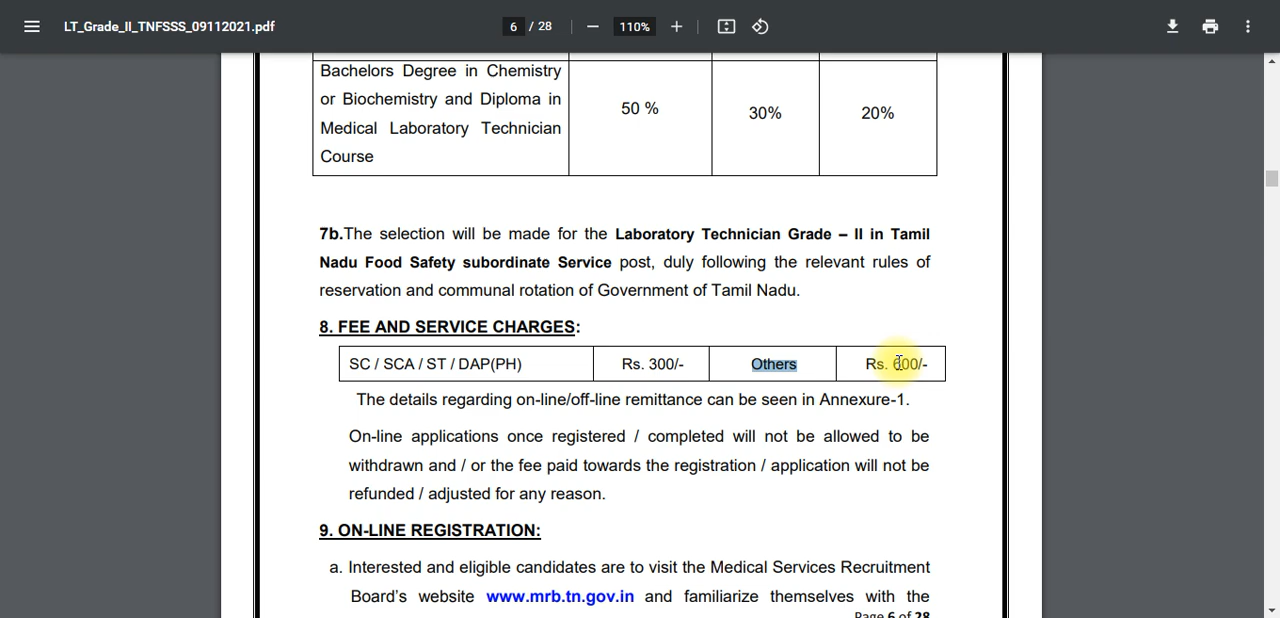 LT_Grade_II_TNFSSS_09112021.pdf
6 / 28
110%
Bachelors Degree in Chemistry
or Biochemistry and Diploma in
Medical Laboratory Technician
Course
50 %
30%
20%
7b.The selection will be made for the Laboratory Technician Grade – II in Tamil
Nadu Food Safety subordinate Service post, duly following the relevant rules of
reservation and communal rotation of Government of Tamil Nadu.
8. FEE AND SERVICE CHARGES:
SC / SCA / ST / DAP(PH) Rs. 300/- Others Rs. 600/-
The details regarding on-line/off-line remittance can be seen in Annexure-1.
On-line applications once registered / completed will not be allowed to be
withdrawn and / or the fee paid towards the registration / application will not be
refunded / adjusted for any reason.
9. ON-LINE REGISTRATION:
a. Interested and eligible candidates are to visit the Medical Services Recruitment
Board’s website www.mrb.tn.gov.in and familiarize themselves with the
Page 6 of 28